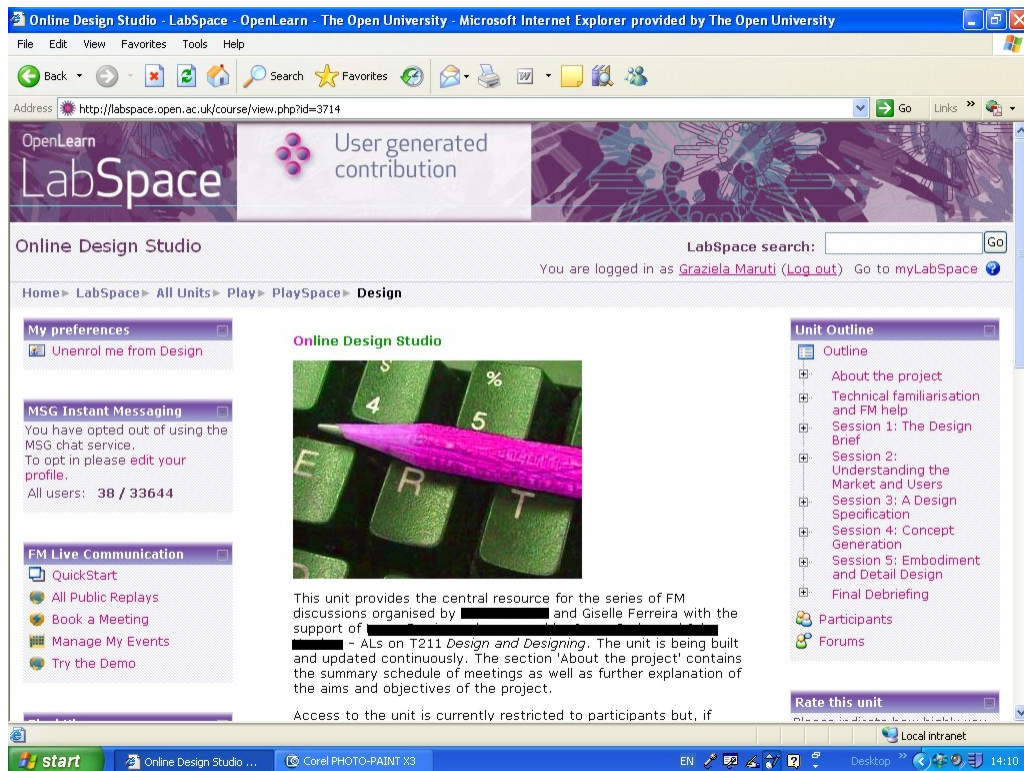 Online Design Studio - LabSpace - OpenLearn - The Open University - Microsoft Internet Explorer provided by The Open University
File Edit View Favorites Tools Help
Back Search Favorites
Address http://labspace.open.ac.uk/course/view.php?id=3714 Go Links »
OpenLearn
LabSpace
User generated
contribution
Online Design Studio
LabSpace search: Go
You are logged in as Graziela Maruti (Log out) Go to myLabSpace ?
Home► LabSpace► All Units► Play► PlaySpace► Design
My preferences
Unenrol me from Design
MSG Instant Messaging
You have opted out of using the
MSG chat service.
To opt in please edit your
profile.
All users: 38 / 33644
FM Live Communication
QuickStart
All Public Replays
Book a Meeting
Manage My Events
Try the Demo
Online Design Studio
$ %
4 5
E R T
This unit provides the central resource for the series of FM
discussions organised by and Giselle Ferreira with the
support of
– ALs on T211 Design and Designing. The unit is being built
and updated continuously. The section 'About the project' contains
the summary schedule of meetings as well as further explanation of
the aims and objectives of the project.
Access to the unit is currently restricted to participants but, if
Unit Outline
Outline
About the project
Technical familiarisation
and FM help
Session 1: The Design
Brief
Session 2:
Understanding the
Market and Users
Session 3: A Design
Specification
Session 4: Concept
Generation
Session 5: Embodiment
and Detail Design
Final Debriefing
Participants
Forums
Rate this unit
Local intranet
start Online Design Studio ... Corel PHOTO-PAINT X3 EN Desktop » 14:10